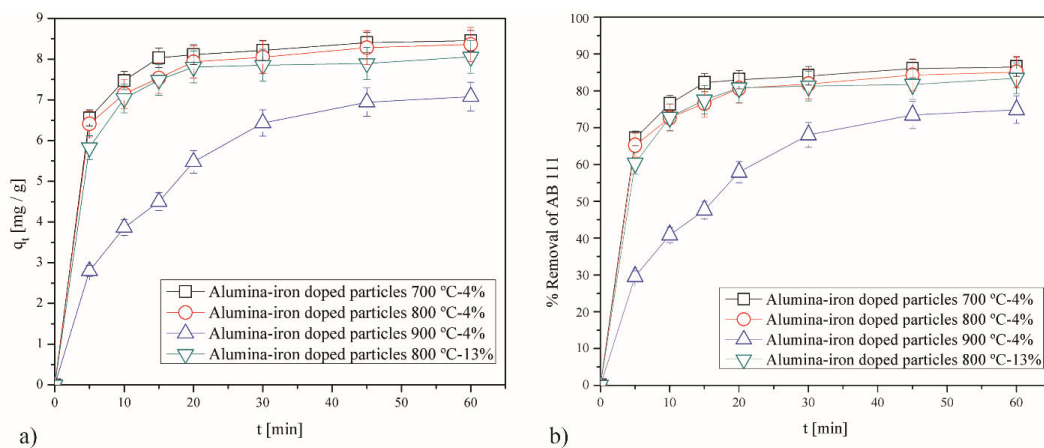 a)
9
8
7
6
5
4
3
2
1
0
q_t [mg / g]
Alumina-iron doped particles 700 ºC-4%
Alumina-iron doped particles 800 ºC-4%
Alumina-iron doped particles 900 ºC-4%
Alumina-iron doped particles 800 ºC-13%
0 10 20 30 40 50 60
t [min]
b)
100
90
80
70
60
50
40
30
20
10
0
% Removal of AB 111
Alumina-iron doped particles 700 ºC-4%
Alumina-iron doped particles 800 ºC-4%
Alumina-iron doped particles 900 ºC-4%
Alumina-iron doped particles 800 ºC-13%
0 10 20 30 40 50 60
t [min]